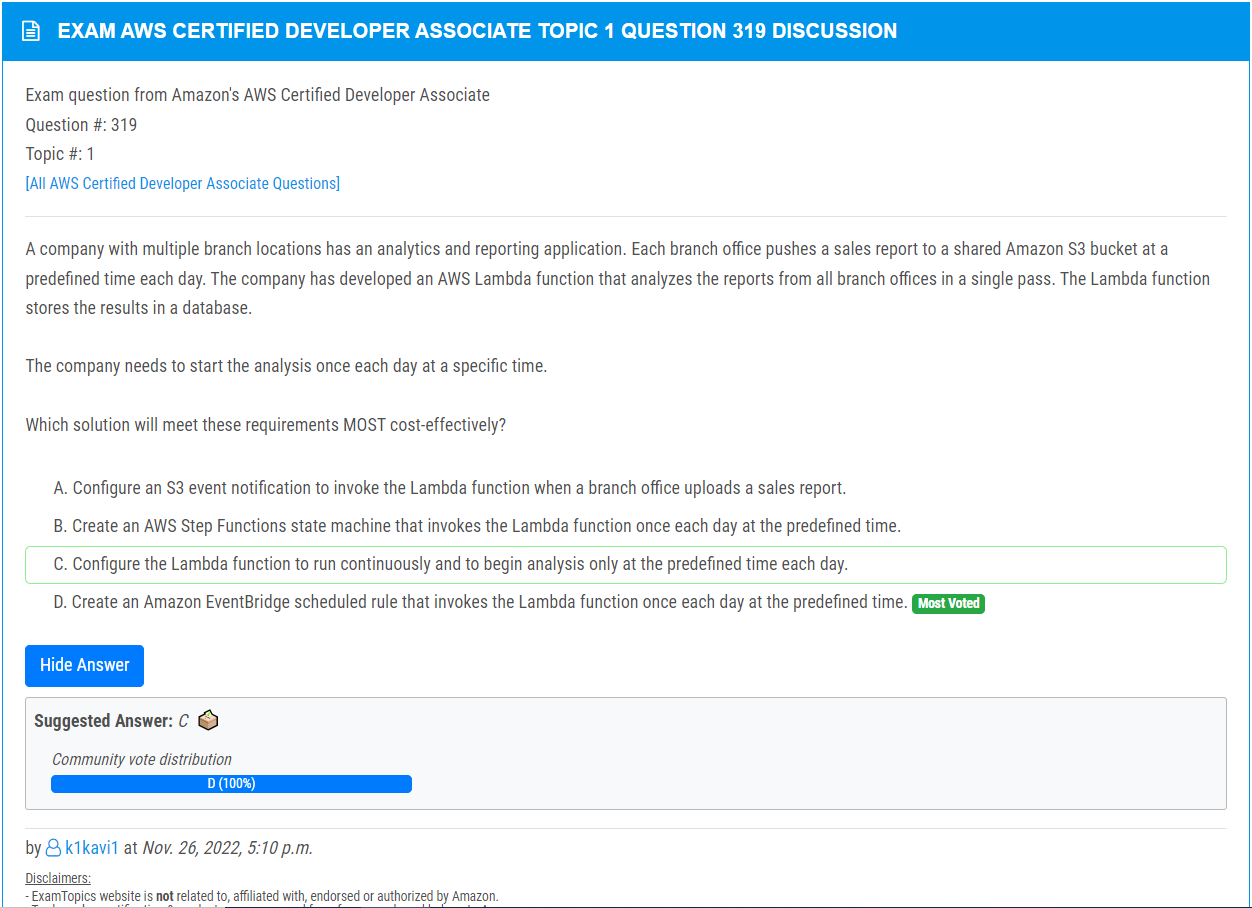 EXAM AWS CERTIFIED DEVELOPER ASSOCIATE TOPIC 1 QUESTION 319 DISCUSSION
Exam question from Amazon's AWS Certified Developer Associate
Question #: 319
Topic #: 1
[All AWS Certified Developer Associate Questions]
A company with multiple branch locations has an analytics and reporting application. Each branch office pushes a sales report to a shared Amazon S3 bucket at a
predefined time each day. The company has developed an AWS Lambda function that analyzes the reports from all branch offices in a single pass. The Lambda function
stores the results in a database.
The company needs to start the analysis once each day at a specific time.
Which solution will meet these requirements MOST cost-effectively?
A. Configure an S3 event notification to invoke the Lambda function when a branch office uploads a sales report.
B. Create an AWS Step Functions state machine that invokes the Lambda function once each day at the predefined time.
C. Configure the Lambda function to run continuously and to begin analysis only at the predefined time each day.
D. Create an Amazon EventBridge scheduled rule that invokes the Lambda function once each day at the predefined time. Most Voted
Hide Answer
Suggested Answer: C
Community vote distribution
D (100%)
by k1kavi1 at Nov. 26, 2022, 5:10 p.m.
Disclaimers:
- ExamTopics website is not related to, affiliated with, endorsed or authorized by Amazon.